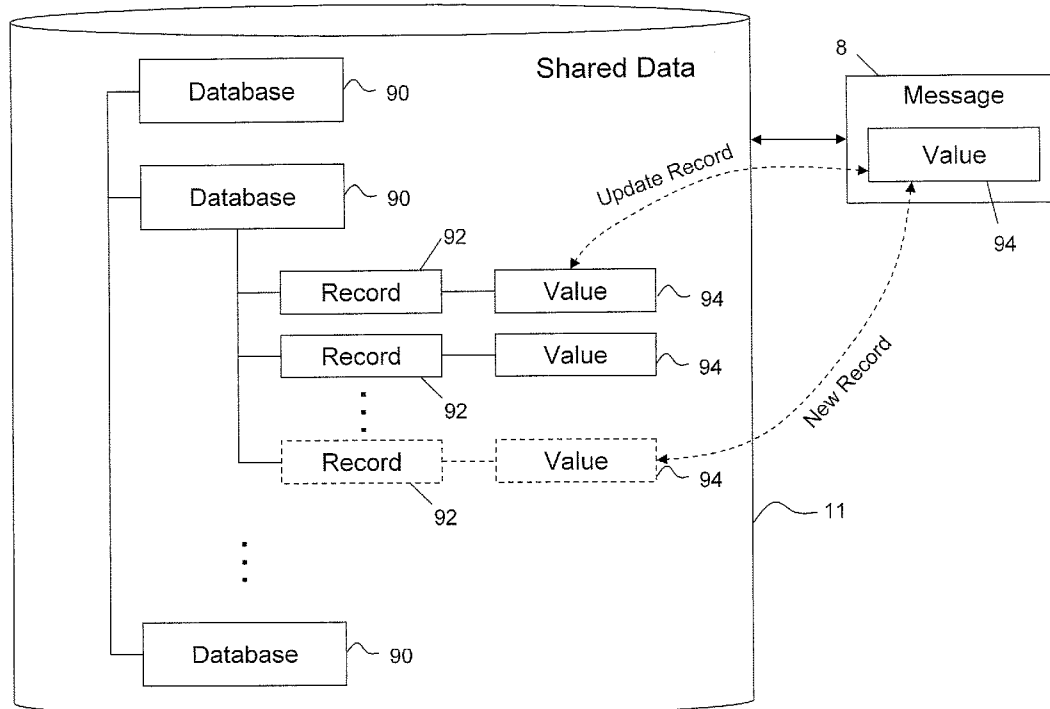 8
Shared Data
Message
Database 90
Value
Update Record
Database 90
94
92
Record Value 94
Record Value 94
92
New Record
Record Value 94
92
11
Database 90